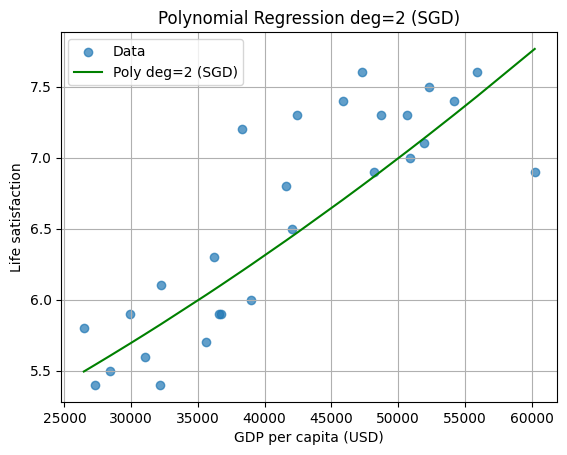 Polynomial Regression deg=2 (SGD)
Data
Poly deg=2 (SGD)
Life satisfaction
7.5
7.0
6.5
6.0
5.5
25000 30000 35000 40000 45000 50000 55000 60000
GDP per capita (USD)